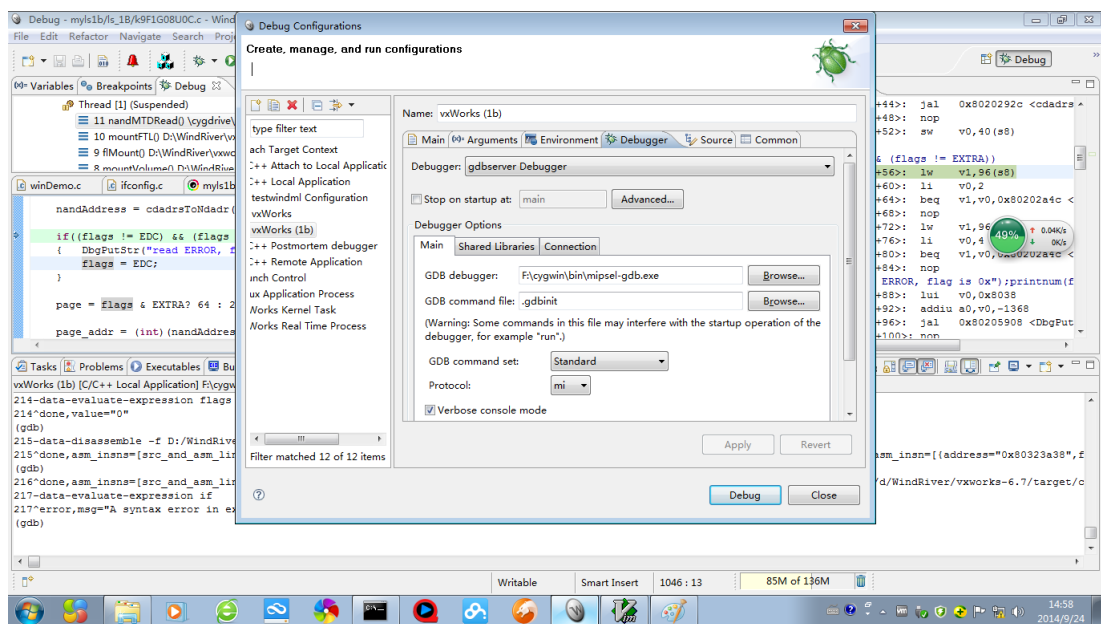 Debug - myls1b/ls_1B/k9F1G08U0C.c - Wind
File Edit Refactor Navigate Search Proj
Debug
Variables Breakpoints Debug
Thread [1] (Suspended)
11 nandMTDRead() \cygdrive\
10 mountFTL() D:\WindRiver\vx
9 flMount() D:\WindRiver\vxwo
8 mountVolume() D:\WindRive
winDemo.c ifconfig.c myls1b
nandAddress = cdadrsToNdadr(
if((flags != EDC) && (flags
{ DbgPutStr("read ERROR, f
flags = EDC;
}
page = flags & EXTRA? 64 : 2
page_addr = (int)(nandAddres
Debug Configurations
Create, manage, and run configurations
type filter text
ach Target Context
C++ Attach to Local Applicatic
C++ Local Application
testwindml Configuration
vxWorks
vxWorks (1b)
C++ Postmortem debugger
C++ Remote Application
inch Control
ux Application Process
Works Kernel Task
Works Real Time Process
Filter matched 12 of 12 items
Name: vxWorks (1b)
Main Arguments Environment Debugger Source Common
Debugger: gdbserver Debugger
Stop on startup at: main Advanced...
Debugger Options
Main Shared Libraries Connection
GDB debugger: F:\cygwin\bin\mipsel-gdb.exe Browse...
GDB command file: .gdbinit Browse...
(Warning: Some commands in this file may interfere with the startup operation of the
debugger, for example "run".)
GDB command set: Standard
Protocol: mi
Verbose console mode
Apply Revert
Debug Close
+44>: jal 0x8020292c <cdadrs
+48>: nop
+52>: sw v0,40(s8)
& (flags != EXTRA))
+56>: lw v1,96(s8)
+60>: li v0,2
+64>: beq v1,v0,0x80202a4c <
+68>: nop
+72>: lw v1,96
+76>: li v0,4
+80>: beq v1,v0,0x80202a4c <
+84>: nop
ERROR, flag is 0x");printnum(f
+88>: lui v0,0x8038
+92>: addiu a0,v0,-1368
+96>: jal 0x80205908 <DbgPut
+100>: nop
49% 0.04K/s
0K/s
Tasks Problems Executables Bu
vxWorks (1b) [C/C++ Local Application] F:\cygw
214-data-evaluate-expression flags
214^done,value="0"
(gdb)
215-data-disassemble -f D:/WindRive
215^done,asm_insns=[src_and_asm_lin asm_insn=[{address="0x80323a38",f
(gdb)
216^done,asm_insns=[src_and_asm_lin /d/WindRiver/vxworks-6.7/target/c
217-data-evaluate-expression if
217^error,msg="A syntax error in ex
(gdb)
Writable Smart Insert 1046 : 13 85M of 136M
14:58
2014/9/24